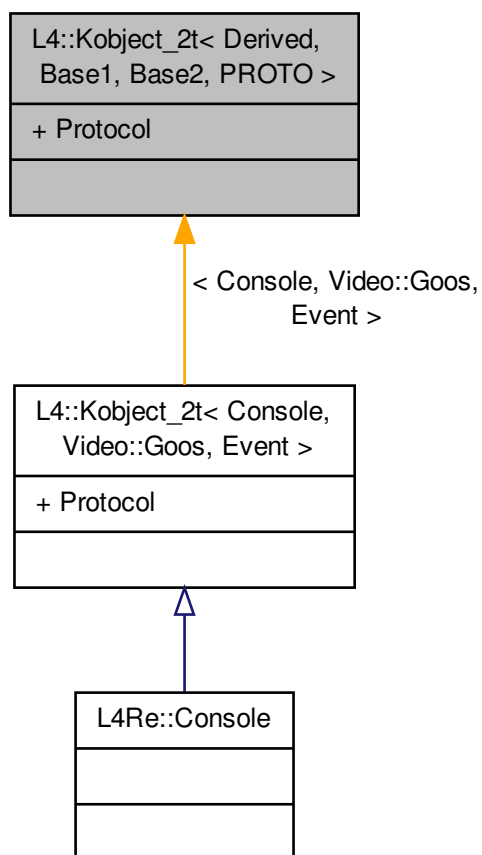 L4::Kobject_2t< Derived,
Base1, Base2, PROTO >
+ Protocol
< Console, Video::Goos,
Event >
L4::Kobject_2t< Console,
Video::Goos, Event >
+ Protocol
L4Re::Console